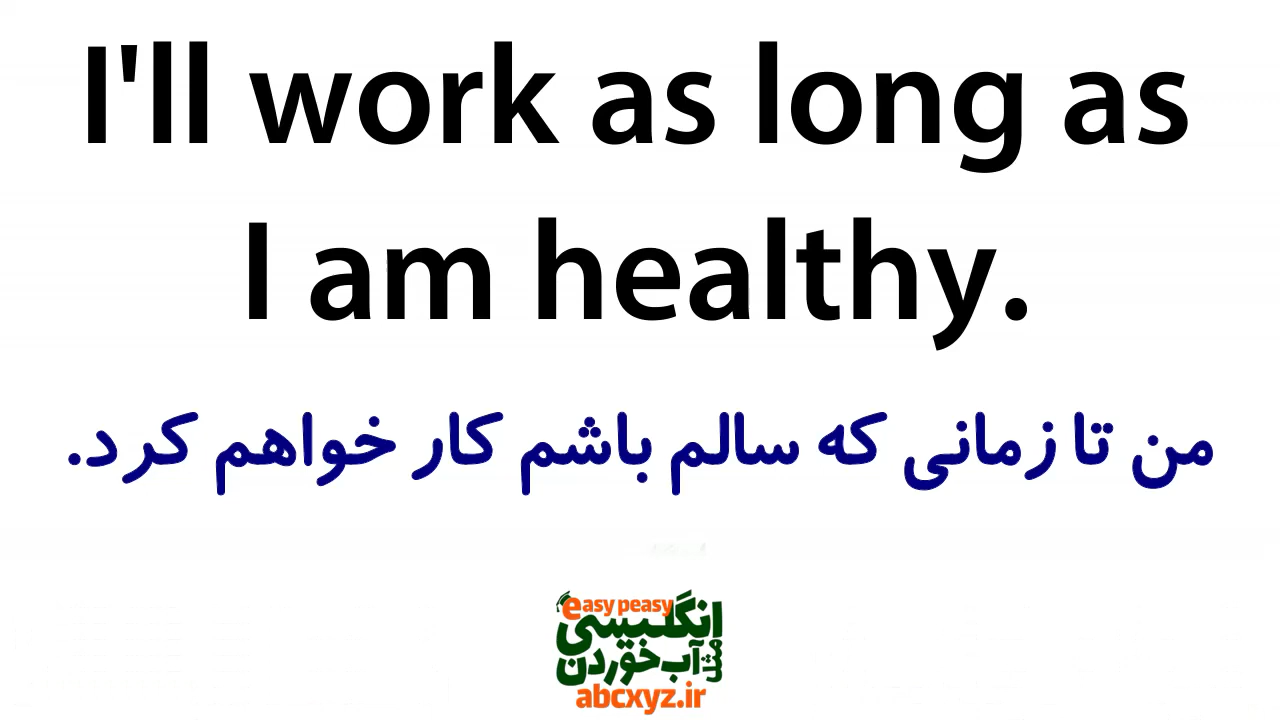 I'll work as long as
I am healthy.
من تا زمانی که سالم باشم کار خواهم کرد.
easy peasy
انگلیسی
مثل آب خوردن
abcxyz.ir